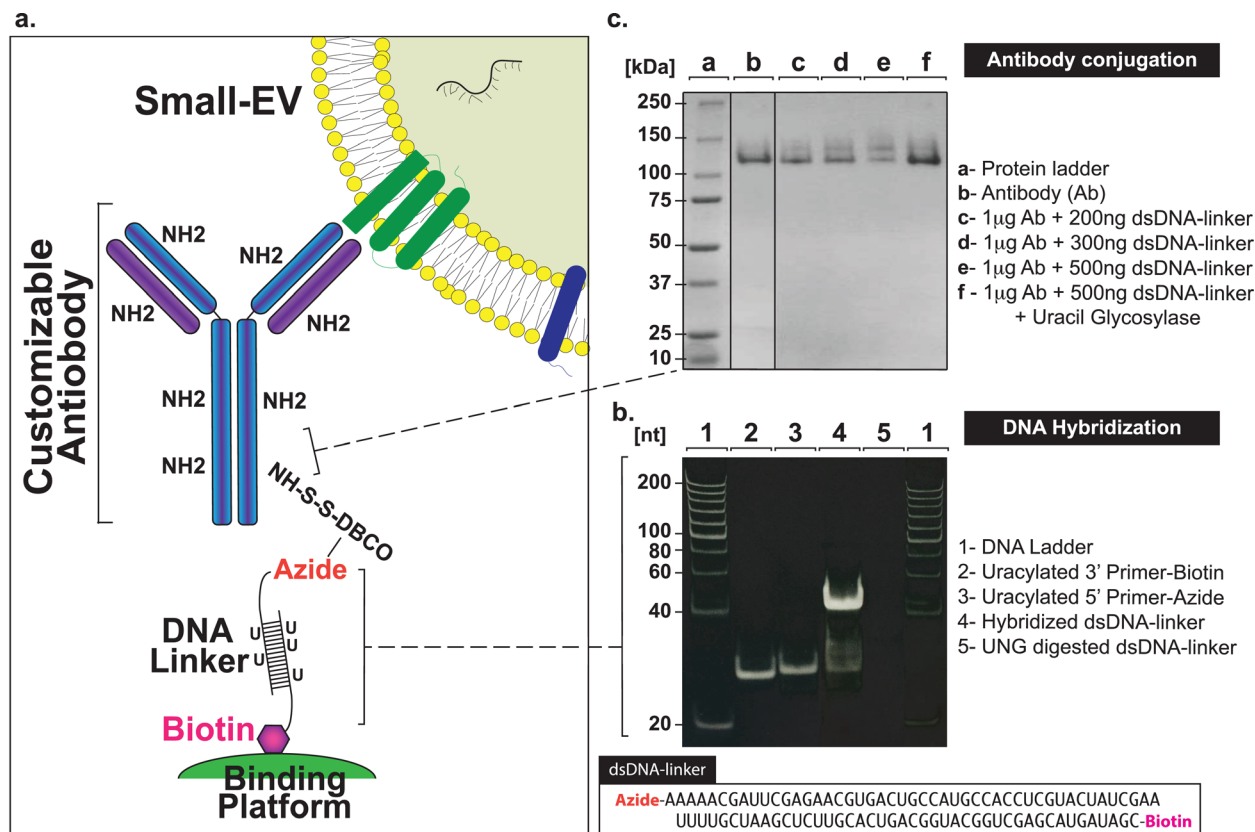 a.
Small-EV
Customizable
Antiobody
NH2
NH2
NH2
NH2
NH2
NH2
NH2
NH2
NH-S-S-DBCO
Azide
DNA
Linker
U
U
U
U
U
Biotin
Binding
Platform
c.
[kDa] a b c d e f
250
150
100
75
50
37
25
10
Antibody conjugation
a- Protein ladder
b- Antibody (Ab)
c- 1μg Ab + 200ng dsDNA-linker
d- 1μg Ab + 300ng dsDNA-linker
e- 1μg Ab + 500ng dsDNA-linker
f - 1μg Ab + 500ng dsDNA-linker
+ Uracil Glycosylase
b.
[nt] 1 2 3 4 5 1
200
100
80
60
40
20
DNA Hybridization
1- DNA Ladder
2- Uracylated 3' Primer-Biotin
3- Uracylated 5' Primer-Azide
4- Hybridized dsDNA-linker
5- UNG digested dsDNA-linker
dsDNA-linker
Azide-AAAAACGAUUCGAGAACGUGACUGCCAUGCCACCUCGUACUAUCGAA
UUUUGCUAAGCUCUUGCACUGACGGUACGGUCGAGCAUGAUAGC-Biotin